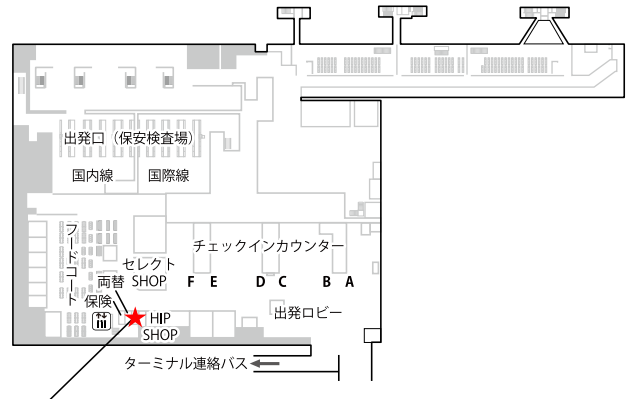 出発口（保安検査場）
国内線
国際線
フードコート
チェックインカウンター
セレクト
SHOP
両替
F E D C B A
保険
HIP
SHOP
出発ロビー
ターミナル連絡バス